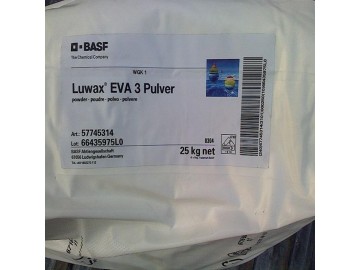 BASF
The Chemical Company
WGK 1
Luwax® EVA 3 Pulver
powder - poudre - polvo - polvere
Art: 57745314
Lot: 66435975L0
0304
25 kg net
BASF Aktiengesellschaft
67056 Ludwigshafen Germany